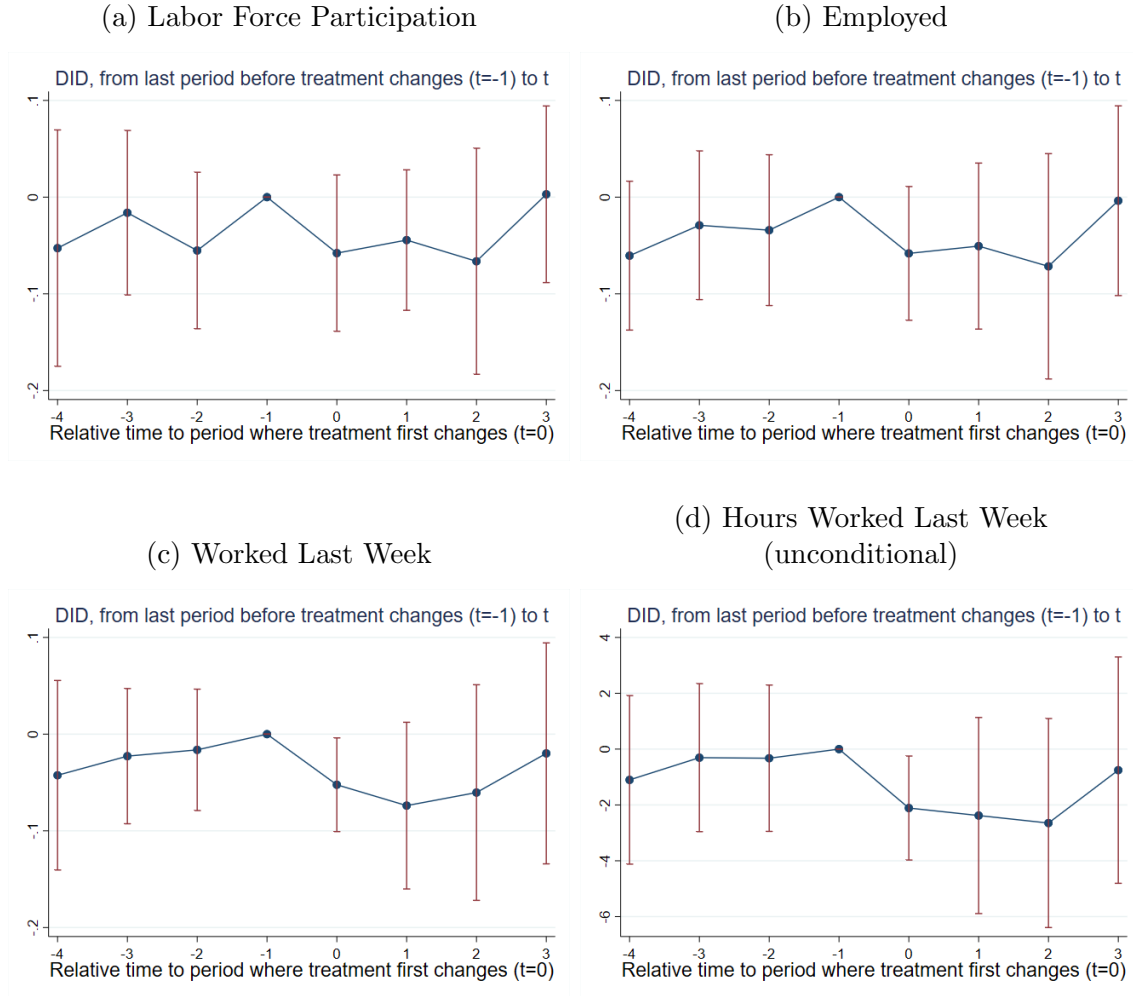 (a) Labor Force Participation
DID, from last period before treatment changes (t=-1) to t
.1
0
-.1
-.2
-4 -3 -2 -1 0 1 2 3
Relative time to period where treatment first changes (t=0)
(b) Employed
DID, from last period before treatment changes (t=-1) to t
.1
0
-.1
-.2
-4 -3 -2 -1 0 1 2 3
Relative time to period where treatment first changes (t=0)
(c) Worked Last Week
DID, from last period before treatment changes (t=-1) to t
.1
0
-.1
-.2
-4 -3 -2 -1 0 1 2 3
Relative time to period where treatment first changes (t=0)
(d) Hours Worked Last Week
(unconditional)
DID, from last period before treatment changes (t=-1) to t
4
2
0
-2
-4
-6
-4 -3 -2 -1 0 1 2 3
Relative time to period where treatment first changes (t=0)